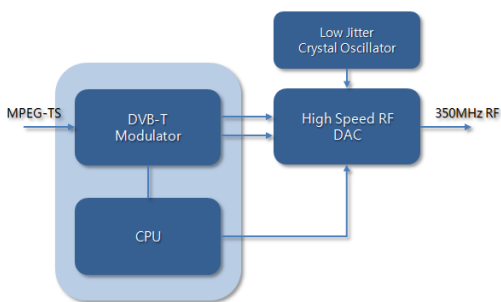 Low Jitter
Crystal Oscillator
MPEG-TS
DVB-T
Modulator
High Speed RF
DAC
350MHz RF
CPU